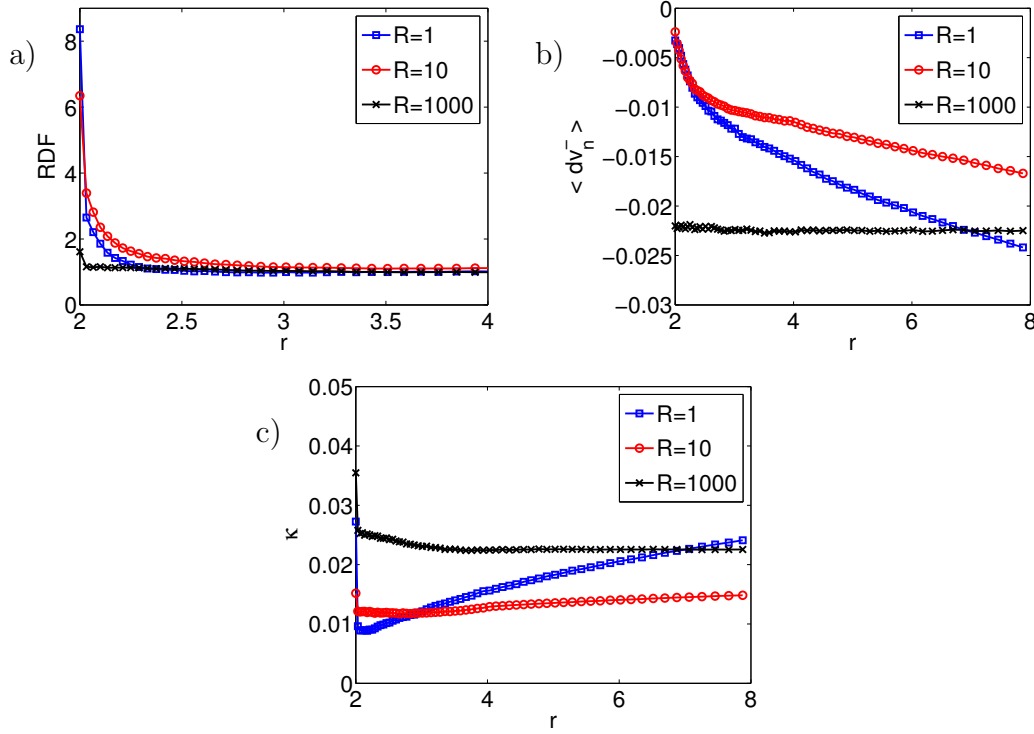 a)
RDF
8
6
4
2
0
2
2.5
3
3.5
4
r
R=1
R=10
R=1000
b)
< dv_n^- >
0
−0.005
−0.01
−0.015
−0.02
−0.025
−0.03
2
4
6
8
r
R=1
R=10
R=1000
c)
κ
0.05
0.04
0.03
0.02
0.01
0
2
4
6
8
r
R=1
R=10
R=1000